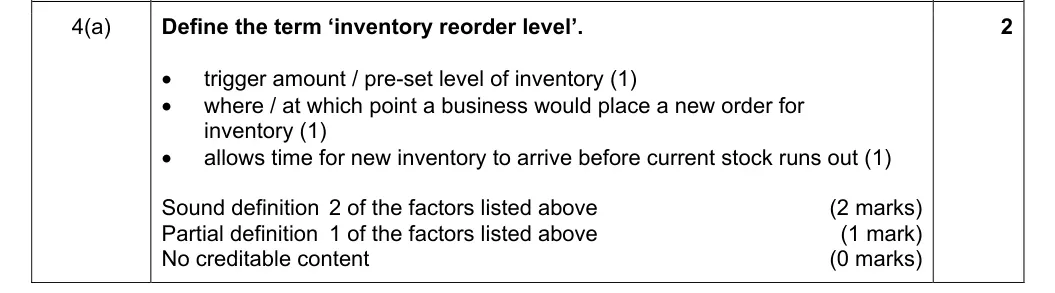 4(a) Define the term ‘inventory reorder level’. 2
• trigger amount / pre-set level of inventory (1)
• where / at which point a business would place a new order for
inventory (1)
• allows time for new inventory to arrive before current stock runs out (1)
Sound definition 2 of the factors listed above (2 marks)
Partial definition 1 of the factors listed above (1 mark)
No creditable content (0 marks)